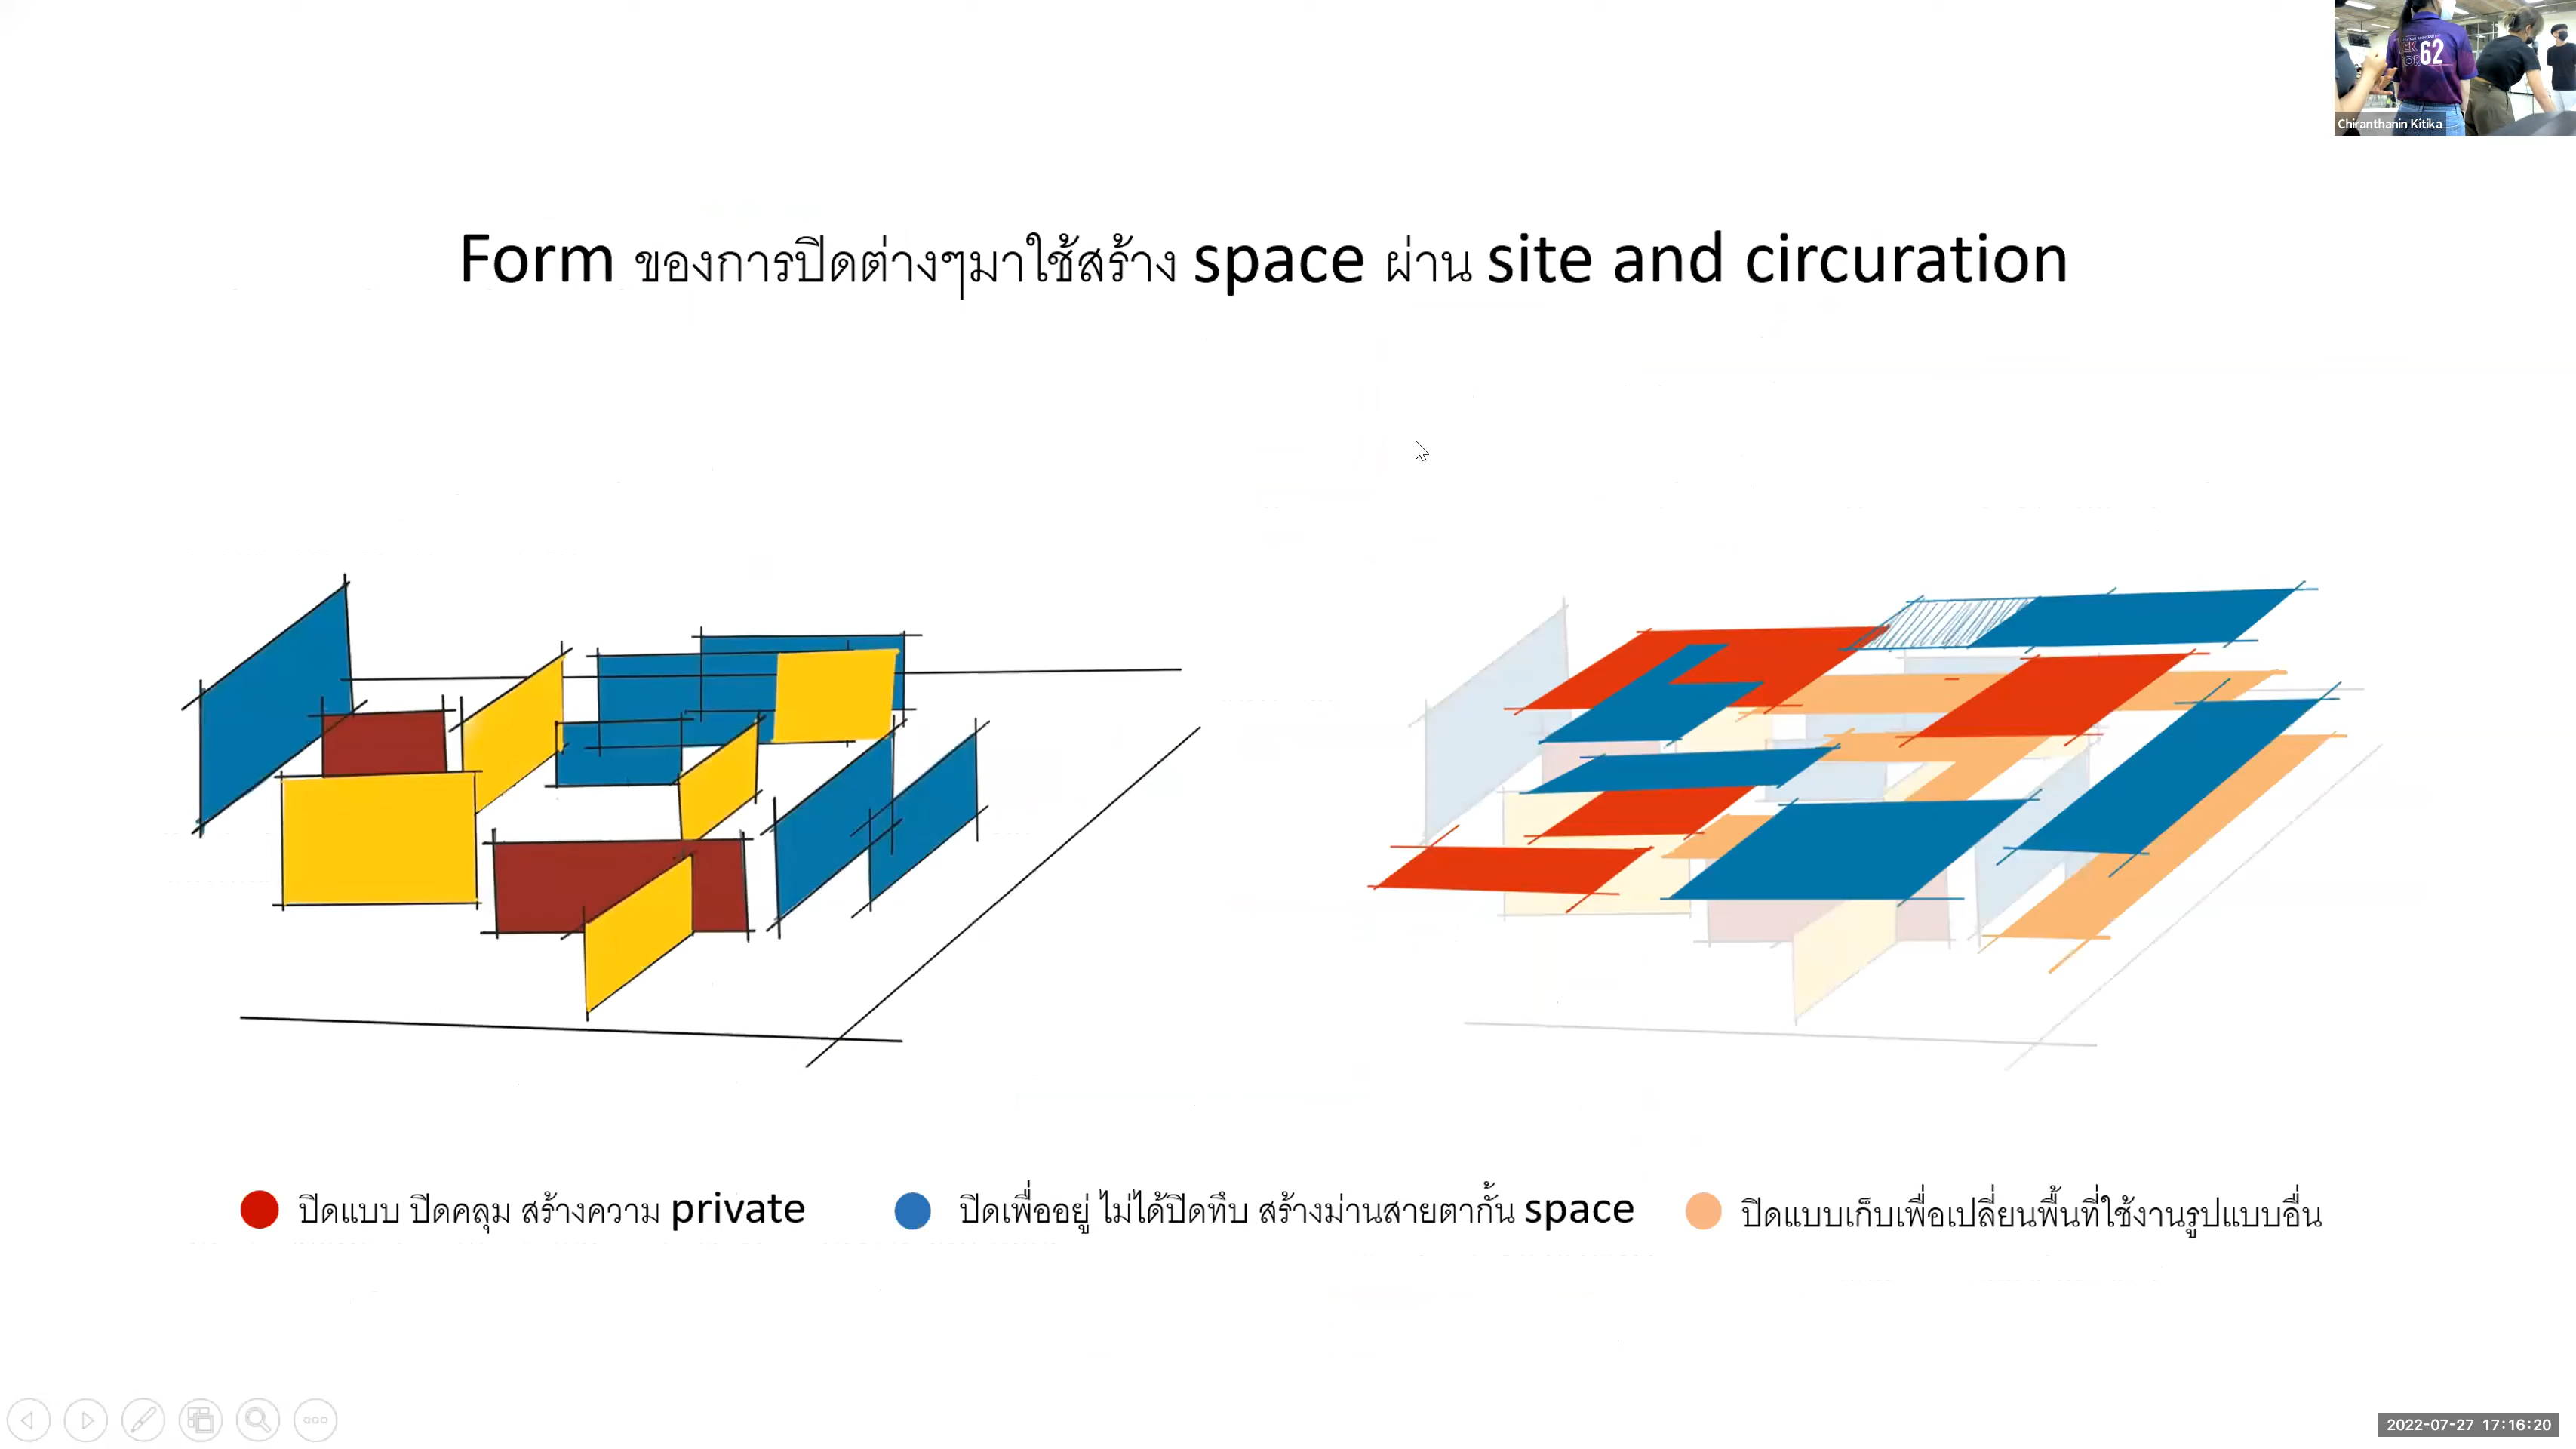 62
Chiranthanin Kitika
Form ของการปิดต่างๆมาใช้สร้าง space ผ่าน site and circuration
ปิดแบบ ปิดคลุม สร้างความ private
ปิดเพื่ออยู่ ไม่ได้ปิดทึบ สร้างม่านสายตากั้น space
ปิดแบบเก็บเพื่อเปลี่ยนพื้นที่ใช้งานรูปแบบอื่น
2022-07-27 17:16:20